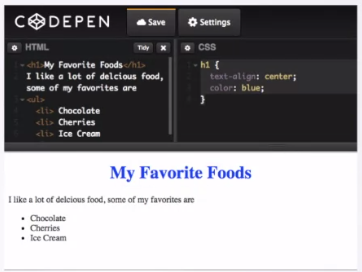 CODEPEN
Save
Settings
HTML
Tidy
CSS
<h1>My Favorite Foods</h1>
I like a lot of delcious food,
some of my favorites are
<ul>
<li> Chocolate
<li> Cherries
<li> Ice Cream
h1 {
text-align: center;
color: blue;
}
My Favorite Foods
I like a lot of delcious food, some of my favorites are
Chocolate
Cherries
Ice Cream